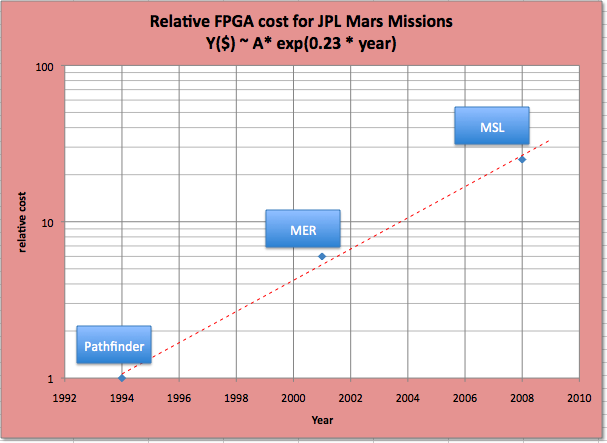 Relative FPGA cost for JPL Mars Missions
Y($) ~ A* exp(0.23 * year)
100
MSL
10
MER
relative cost
Pathfinder
1
1992 1994 1996 1998 2000 2002 2004 2006 2008 2010
Year